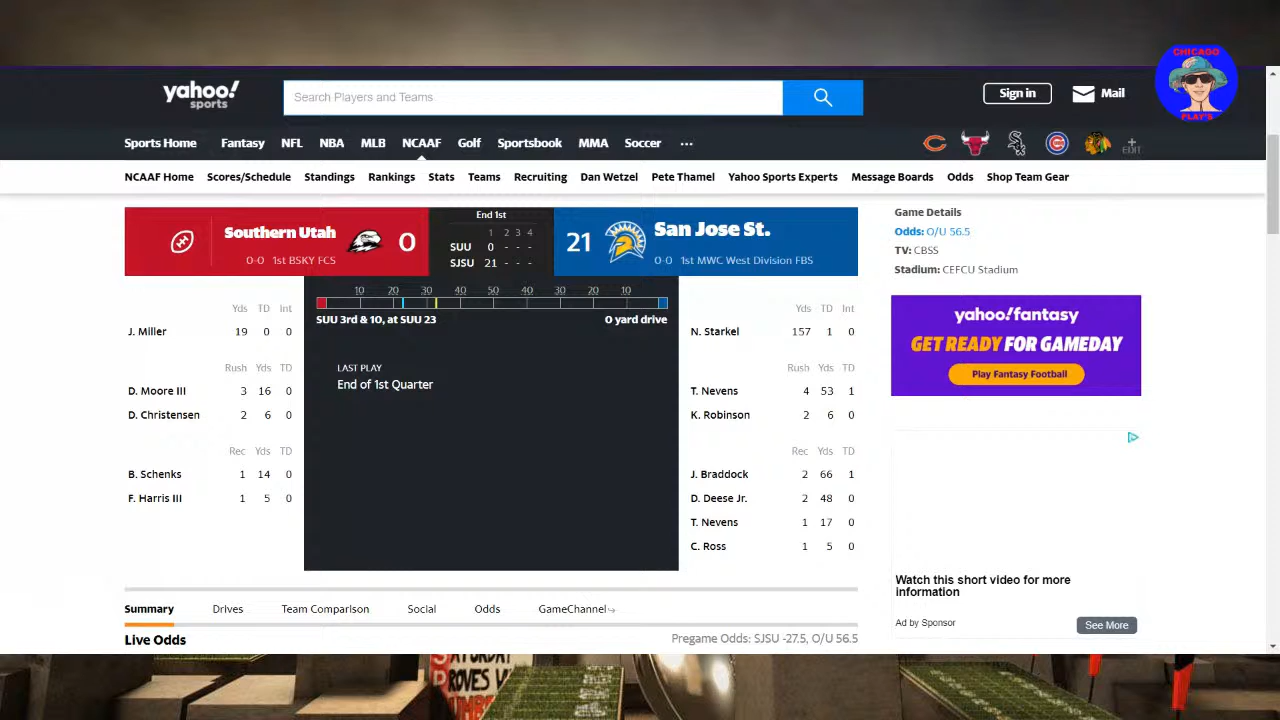 CHICAGO
PLAY'S
yahoo!
sports
Search Players and Teams
Sign in
Mail
Sports Home Fantasy NFL NBA MLB NCAAF Golf Sportsbook MMA Soccer ...
EDIT
NCAAF Home Scores/Schedule Standings Rankings Stats Teams Recruiting Dan Wetzel Pete Thamel Yahoo Sports Experts Message Boards Odds Shop Team Gear
Southern Utah
0-0 1st BSKY FCS
0
End 1st
1 2 3 4
SUU 0 - - -
SJSU 21 - - -
21
San Jose St.
0-0 1st MWC West Division FBS
Game Details
Odds: O/U 56.5
TV: CBSS
Stadium: CEFCU Stadium
10 20 30 40 50 40 30 20 10
SUU 3rd & 10, at SUU 23 0 yard drive
LAST PLAY
End of 1st Quarter
Yds TD Int
J. Miller 19 0 0
Rush Yds TD
D. Moore III 3 16 0
D. Christensen 2 6 0
Rec Yds TD
B. Schenks 1 14 0
F. Harris III 1 5 0
Yds TD Int
N. Starkel 157 1 0
Rush Yds TD
T. Nevens 4 53 1
K. Robinson 2 6 0
Rec Yds TD
J. Braddock 2 66 1
D. Deese Jr. 2 48 0
T. Nevens 1 17 0
C. Ross 1 5 0
yahoo!fantasy
GET READY FOR GAMEDAY
Play Fantasy Football
Watch this short video for more
information
Ad by Sponsor
See More
Summary Drives Team Comparison Social Odds GameChannel
Live Odds
Pregame Odds: SJSU -27.5, O/U 56.5